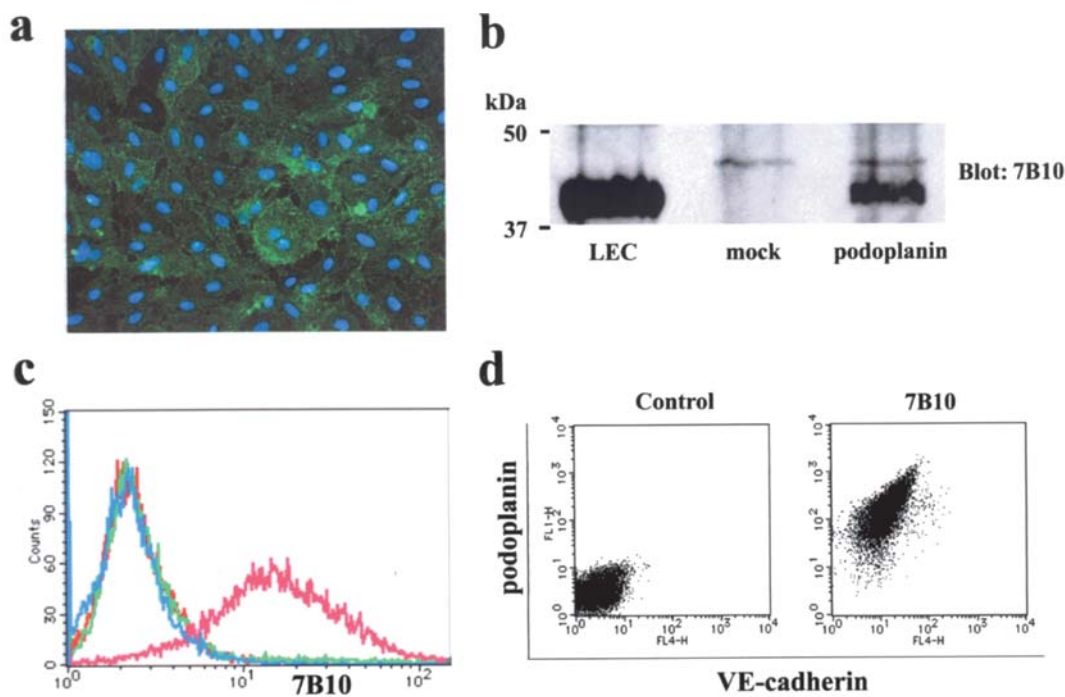 a
b
kDa
50
37
LEC
mock
podoplanin
Blot: 7B10
c
150
120
90
60
30
0
Counts
10⁰
10¹
10²
7B10
d
Control
7B10
podoplanin
10⁴
10³
10²
10¹
10⁰
FL1-H
10⁰
10¹
10²
10³
10⁴
FL4-H
10⁴
10³
10²
10¹
10⁰
10⁰
10¹
10²
10³
10⁴
FL4-H
VE-cadherin